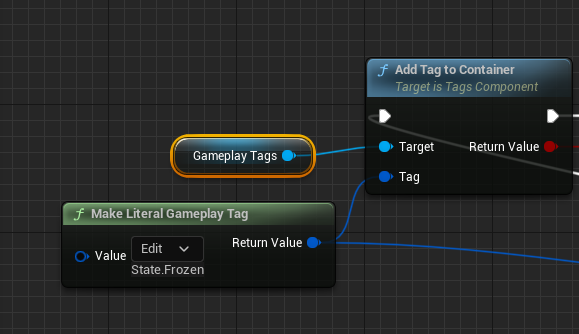 Add Tag to Container
Target is Tags Component
Gameplay Tags
Target
Return Value
Tag
Make Literal Gameplay Tag
Value
Edit
Return Value
State.Frozen